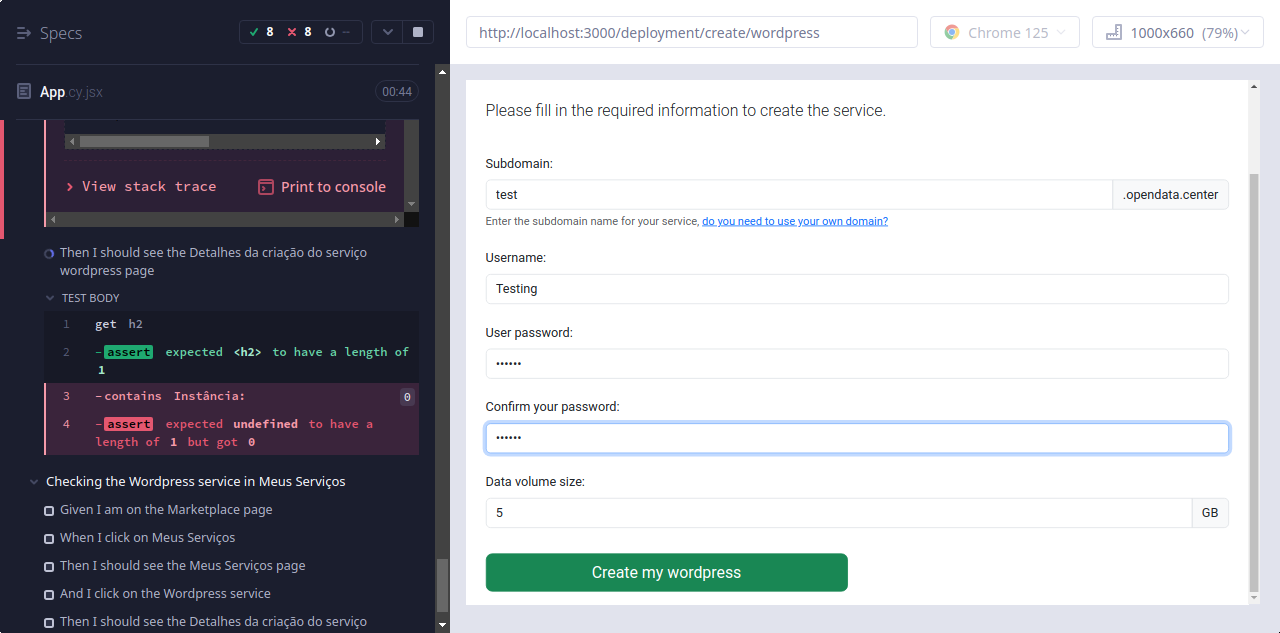 Specs
8 8 --
http://localhost:3000/deployment/create/wordpress
Chrome 125
1000x660 (79%)
App.cy.jsx
00:44
View stack trace
Print to console
Then I should see the Detalhes da criação do serviço
wordpress page
TEST BODY
1 get h2
2 -assert expected <h2> to have a length of
1
3 -contains Instância: 0
4 -assert expected undefined to have a
length of 1 but got 0
Checking the Wordpress service in Meus Serviços
Given I am on the Marketplace page
When I click on Meus Serviços
Then I should see the Meus Serviços page
And I click on the Wordpress service
Then I should see the Detalhes da criação do serviço
Please fill in the required information to create the service.
Subdomain:
test
.opendata.center
Enter the subdomain name for your service, do you need to use your own domain?
Username:
Testing
User password:
••••••
Confirm your password:
••••••
Data volume size:
5
GB
Create my wordpress